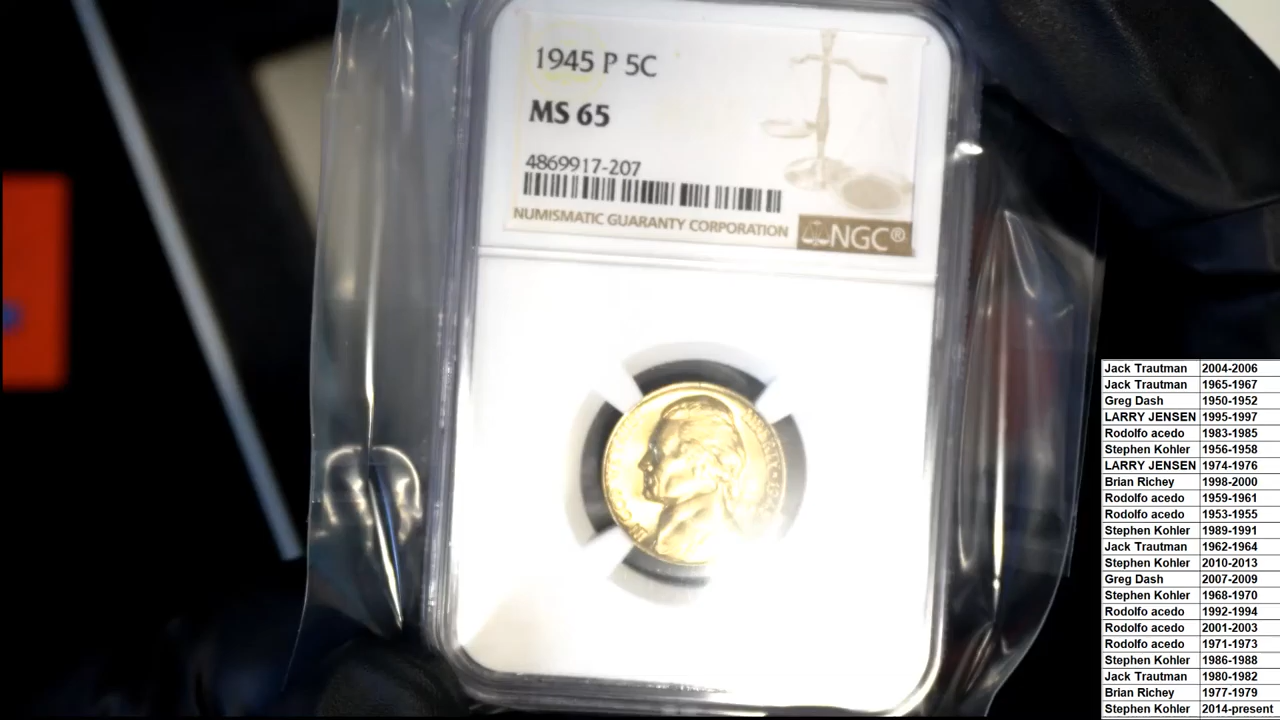 1945 P 5C
MS 65
4869917-207
NUMISMATIC GUARANTY CORPORATION
NGC®
Jack Trautman 2004-2006
Jack Trautman 1965-1967
Greg Dash 1950-1952
LARRY JENSEN 1995-1997
Rodolfo acedo 1983-1985
Stephen Kohler 1956-1958
LARRY JENSEN 1974-1976
Brian Richey 1998-2000
Rodolfo acedo 1959-1961
Rodolfo acedo 1953-1955
Stephen Kohler 1989-1991
Jack Trautman 1962-1964
Stephen Kohler 2010-2013
Greg Dash 2007-2009
Stephen Kohler 1968-1970
Rodolfo acedo 1992-1994
Rodolfo acedo 2001-2003
Rodolfo acedo 1971-1973
Stephen Kohler 1986-1988
Jack Trautman 1980-1982
Brian Richey 1977-1979
Stephen Kohler 2014-present